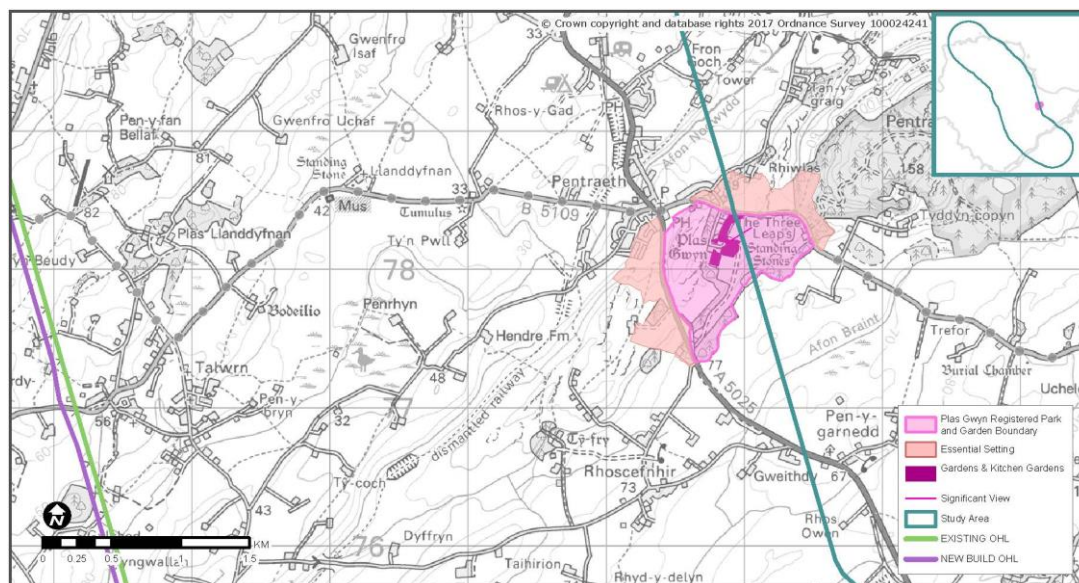 © Crown copyright and database rights 2017 Ordnance Survey 100024241
33
Gwenfro
Isaf
Fron
Goch
Tower
Tan-y-
graig
PH
Rhos-y-Gad
Afon Nodwydd
Pen-y-fan
Bellaf
Gwenfro Uchaf
79
81
Standing
Stone
Llanddyfnan
33
Pentraeth
P
Rhiwlas
Pentra
158
42
Mus
Tumulus
B 5109
82
Tyddyn-copyn
Plas Llanddyfnan
Ty'n Pwll
PH
Plas
Gwyn
The Three
Leaps
Standing
Stones
78
Bodeilio
Penrhyn
Hendre Fm
Afon Braint
Trefor
Burial Chamber
Talwrn
48
Pen-y-
bryn
77
A 5025
Pen-y-
garnedd
56
32
dismantled railway
Ty-fry
Rhoscefnhir
Gweithdy
67
Ty-coch
73
43
Rhos
Owen
Dyffryn
76
Taihirion
Rhyd-y-delyn
Plas Gwyn Registered Park
and Garden Boundary
Essential Setting
Gardens & Kitchen Gardens
Significant View
Study Area
EXISTING OHL
NEW BUILD OHL
N
KM
0 0.25 0.5 1 1.5